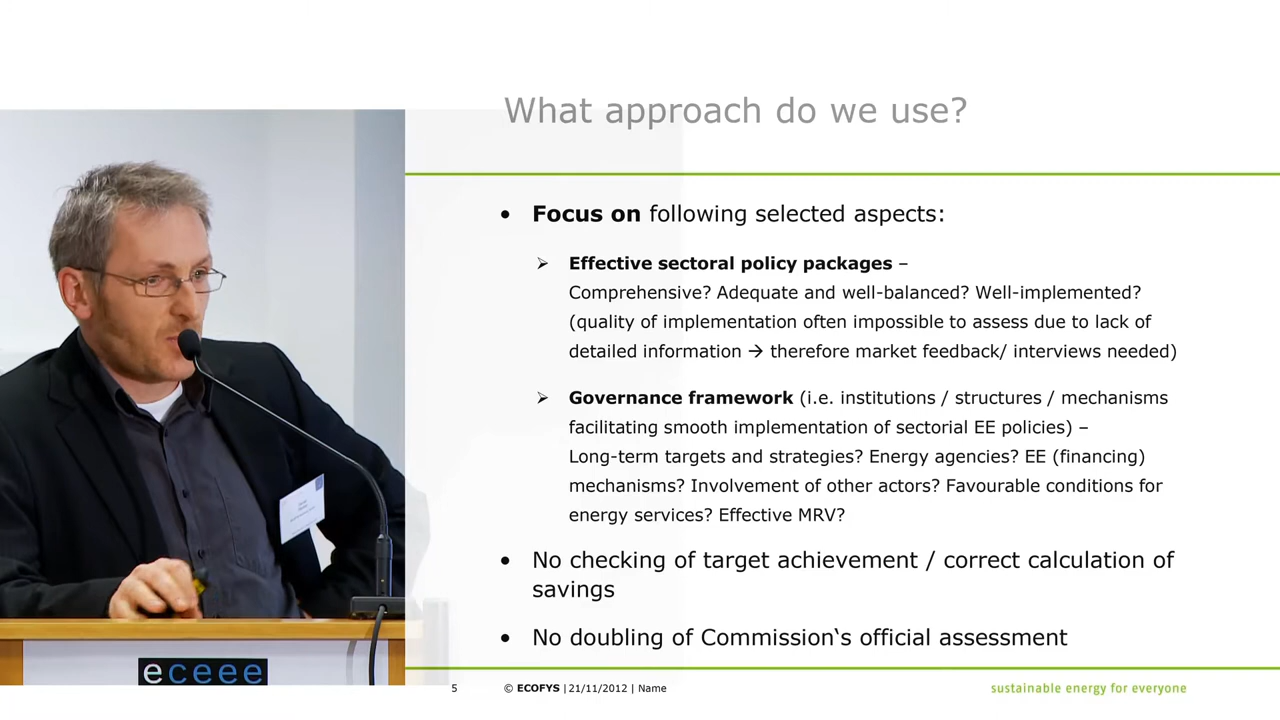 What approach do we use?
• Focus on following selected aspects:
➢ Effective sectoral policy packages –
Comprehensive? Adequate and well-balanced? Well-implemented?
(quality of implementation often impossible to assess due to lack of
detailed information → therefore market feedback/ interviews needed)
➢ Governance framework (i.e. institutions / structures / mechanisms
facilitating smooth implementation of sectorial EE policies) –
Long-term targets and strategies? Energy agencies? EE (financing)
mechanisms? Involvement of other actors? Favourable conditions for
energy services? Effective MRV?
• No checking of target achievement / correct calculation of
savings
• No doubling of Commission‘s official assessment
eceee
5 © ECOFYS | 21/11/2012 | Name
sustainable energy for everyone